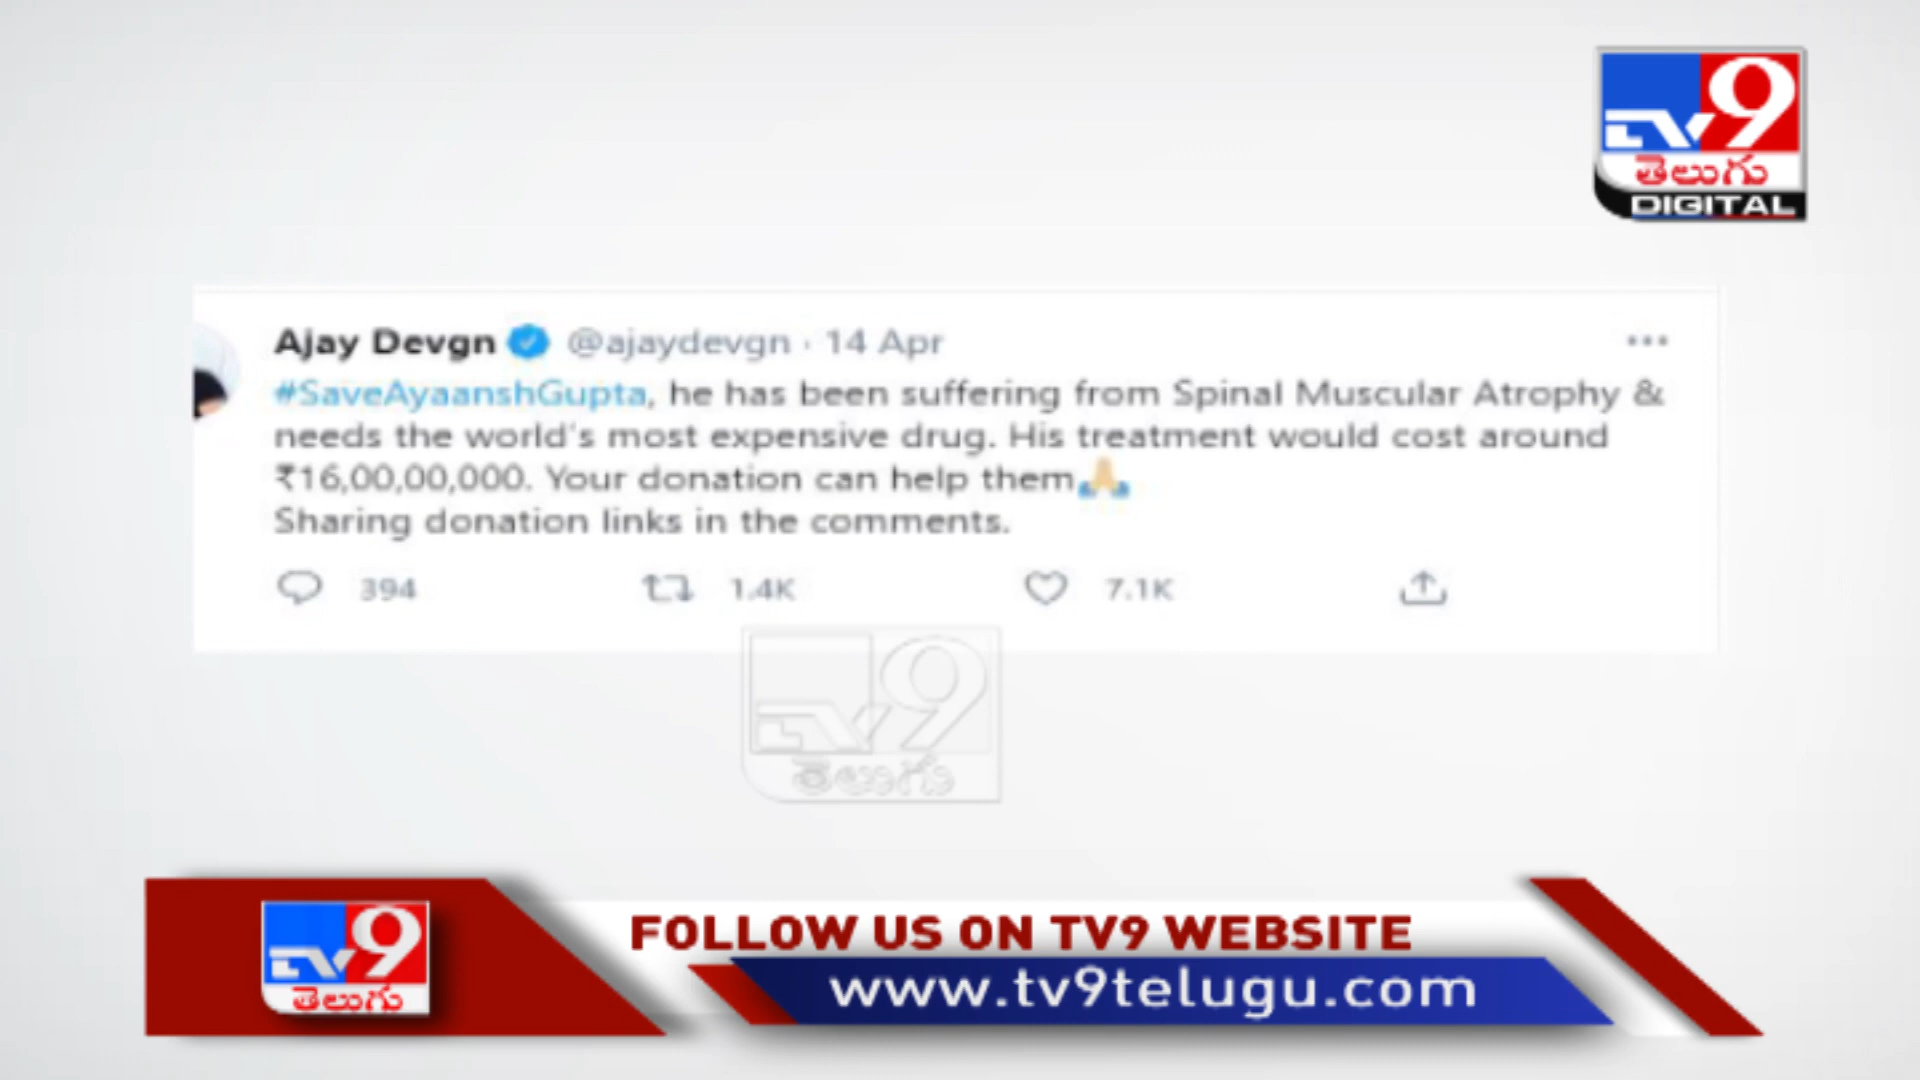 TV9
తెలుగు
DIGITAL
Ajay Devgn @ajaydevgn · 14 Apr
#SaveAyaanshGupta, he has been suffering from Spinal Muscular Atrophy &
needs the world's most expensive drug. His treatment would cost around
₹16,00,00,000. Your donation can help them🙏
Sharing donation links in the comments.
394 1.4K 7.1K
TV9
తెలుగు
TV9
తెలుగు
FOLLOW US ON TV9 WEBSITE
www.tv9telugu.com